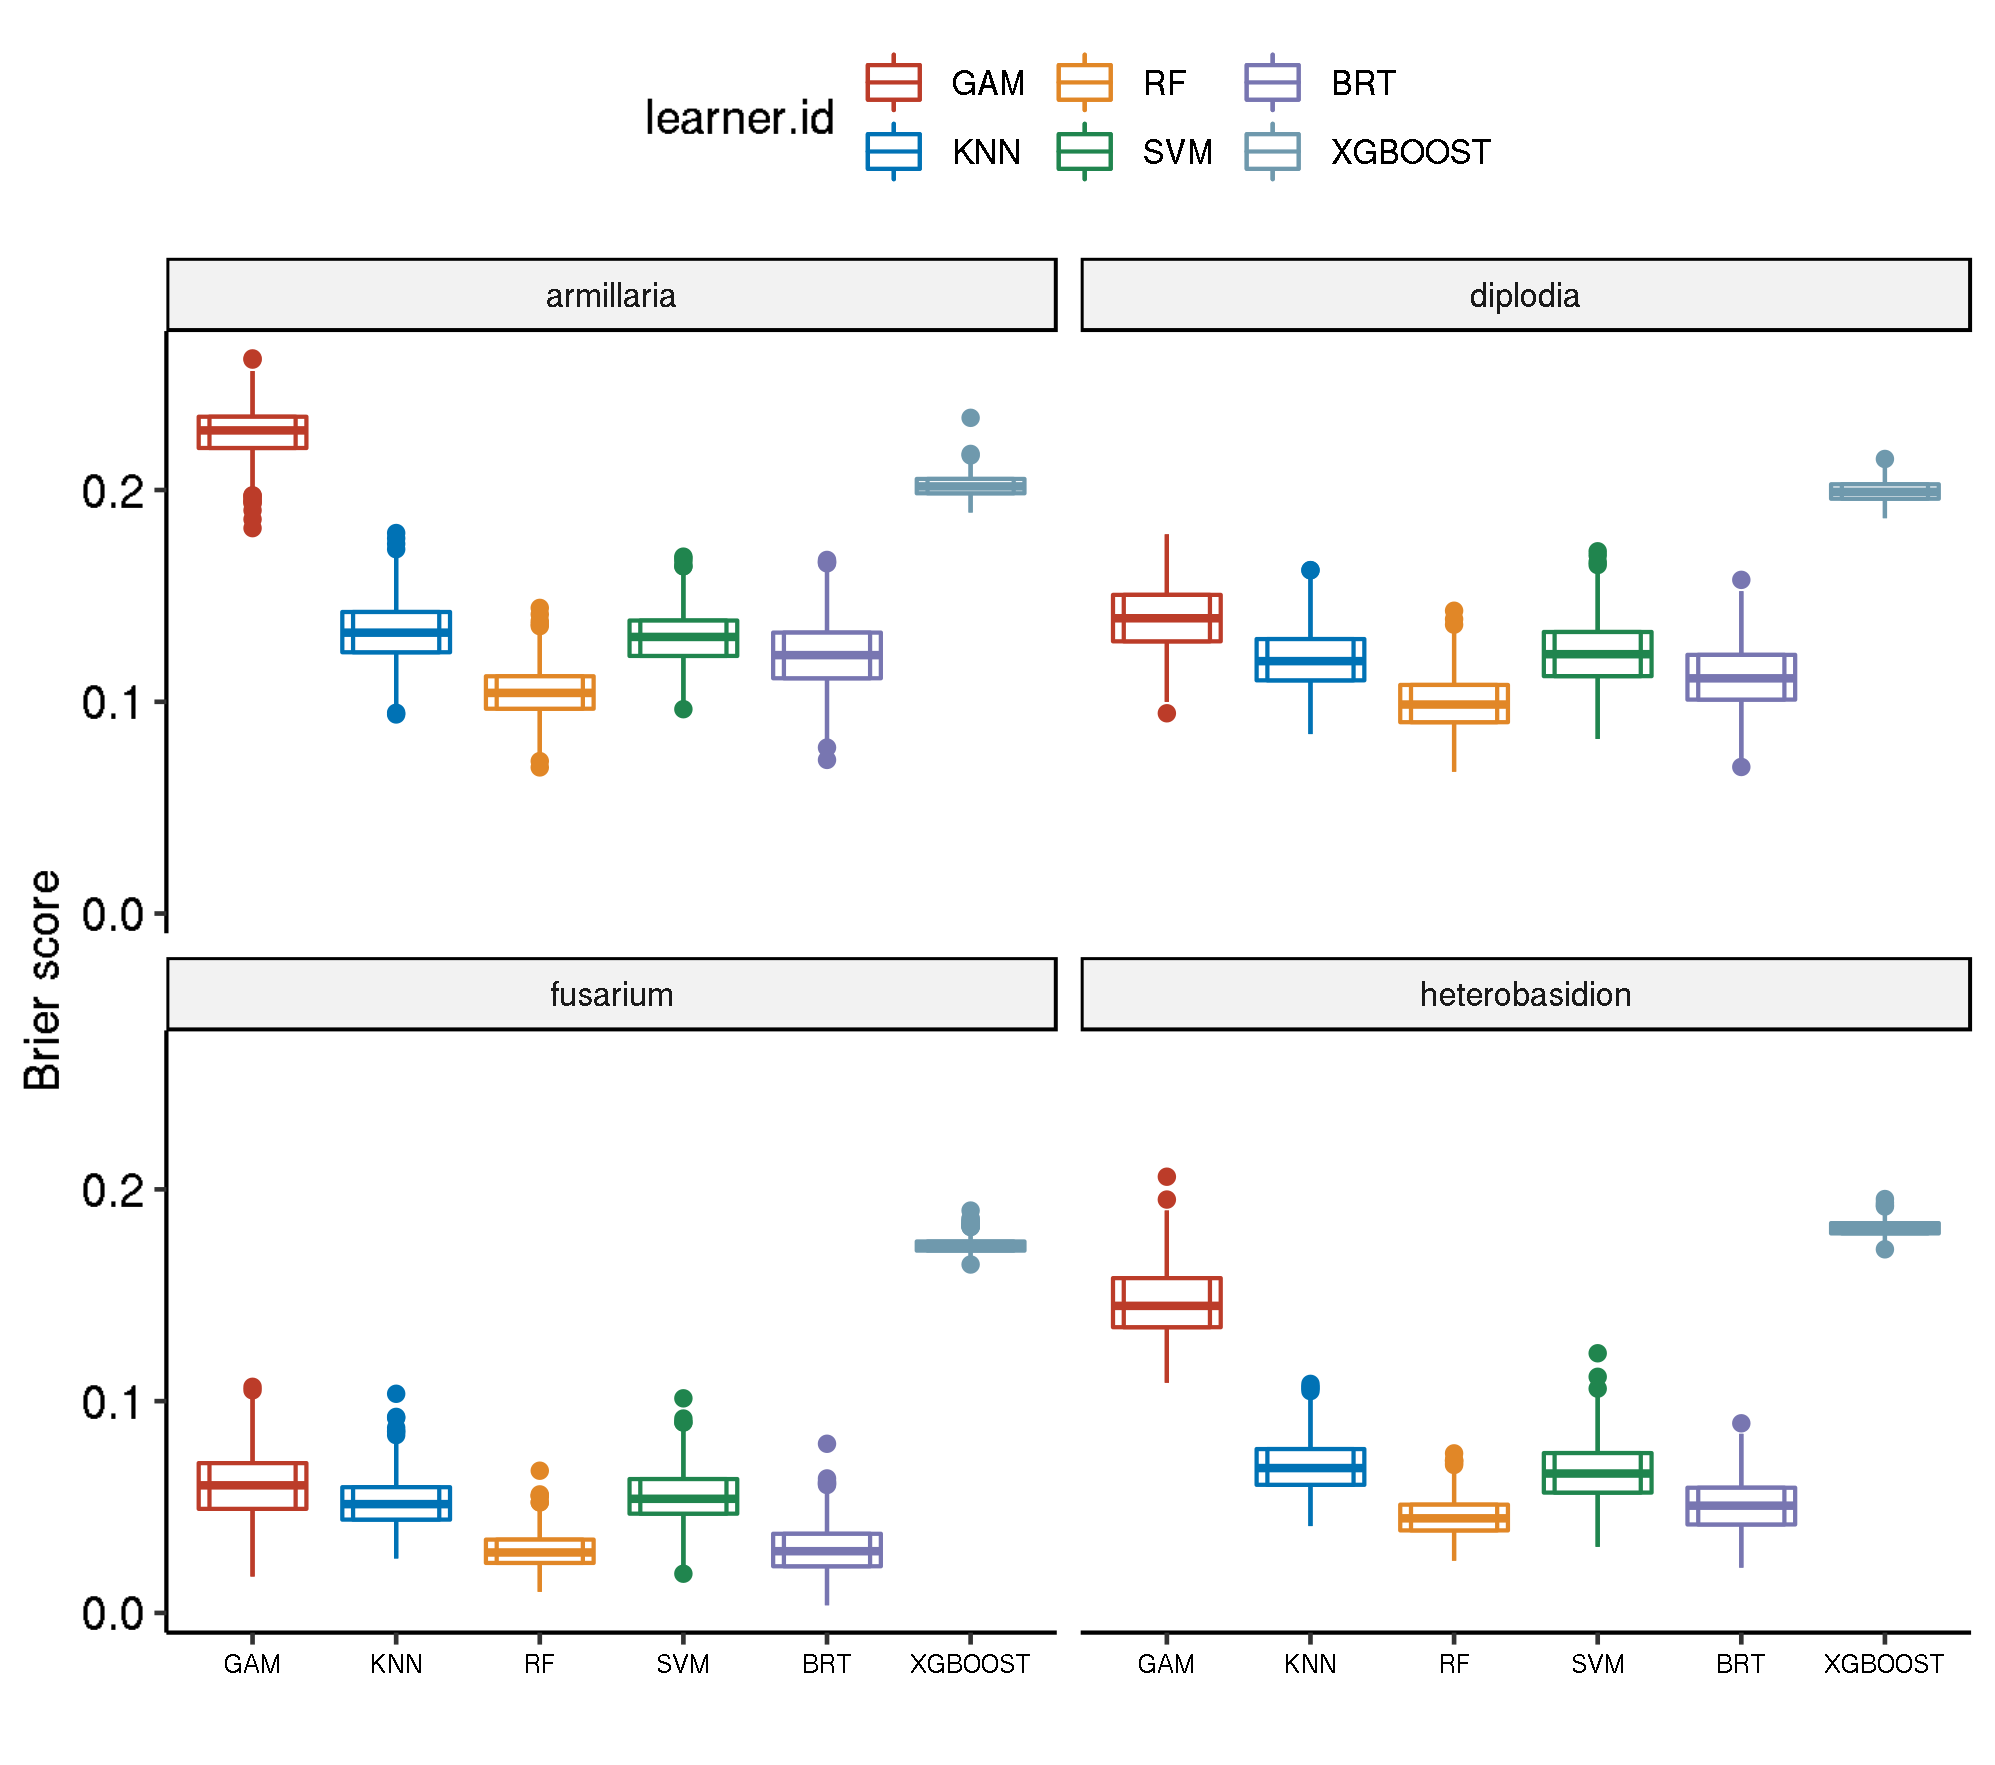 learner.id
GAM RF BRT
KNN SVM XGBOOST
armillaria diplodia
0.2
0.1
0.0
Brier score
fusarium heterobasidion
0.2
0.1
0.0
GAM KNN RF SVM BRT XGBOOST GAM KNN RF SVM BRT XGBOOST